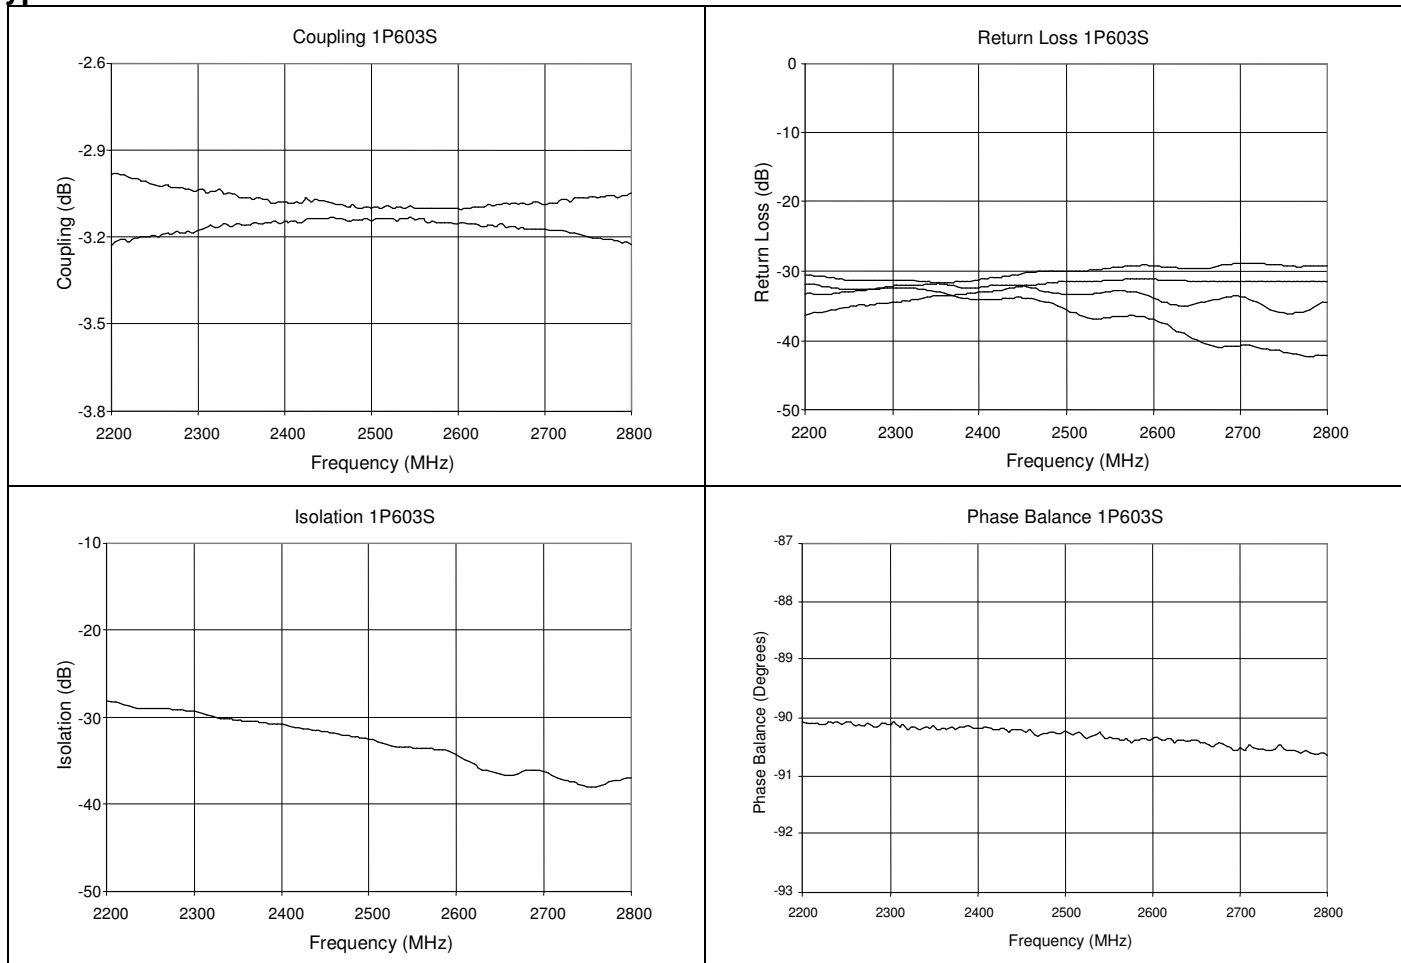 Coupling 1P603S
-2.6
-2.9
-3.2
-3.5
-3.8
Coupling (dB)
2200 2300 2400 2500 2600 2700 2800
Frequency (MHz)
Return Loss 1P603S
0
-10
-20
-30
-40
-50
Return Loss (dB)
2200 2300 2400 2500 2600 2700 2800
Frequency (MHz)
Isolation 1P603S
-10
-20
-30
-40
-50
Isolation (dB)
2200 2300 2400 2500 2600 2700 2800
Frequency (MHz)
Phase Balance 1P603S
-87
-88
-89
-90
-91
-92
-93
Phase Balance (Degrees)
2200 2300 2400 2500 2600 2700 2800
Frequency (MHz)